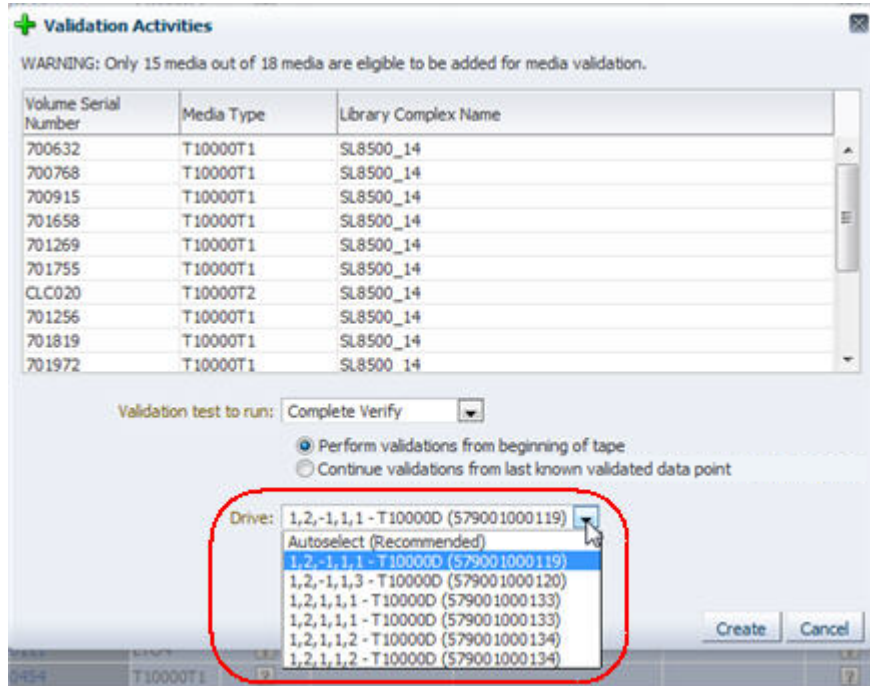 Validation Activities
WARNING: Only 15 media out of 18 media are eligible to be added for media validation.
Volume Serial Number Media Type Library Complex Name
700632 T10000T1 SL8500_14
700768 T10000T1 SL8500_14
700915 T10000T1 SL8500_14
701658 T10000T1 SL8500_14
701269 T10000T1 SL8500_14
701755 T10000T1 SL8500_14
CLC020 T10000T2 SL8500_14
701256 T10000T1 SL8500_14
701819 T10000T1 SL8500_14
701972 T10000T1 SL8500_14
Validation test to run: Complete Verify
Perform validations from beginning of tape
Continue validations from last known validated data point
Drive: 1,2,-1,1,1 - T10000D (579001000119)
Autoselect (Recommended)
1,2,-1,1,1 - T10000D (579001000119)
1,2,-1,1,3 - T10000D (579001000120)
1,2,1,1,1 - T10000D (579001000133)
1,2,1,1,1 - T10000D (579001000133)
1,2,1,1,2 - T10000D (579001000134)
1,2,1,1,2 - T10000D (579001000134)
Create Cancel
0454 T10000T1 ? ?